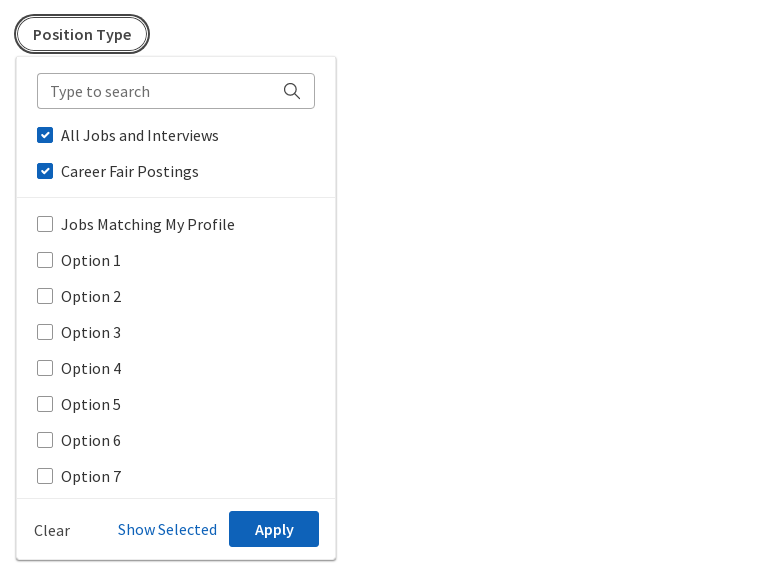 Position Type
Type to search
All Jobs and Interviews
Career Fair Postings
Jobs Matching My Profile
Option 1
Option 2
Option 3
Option 4
Option 5
Option 6
Option 7
Clear Show Selected Apply